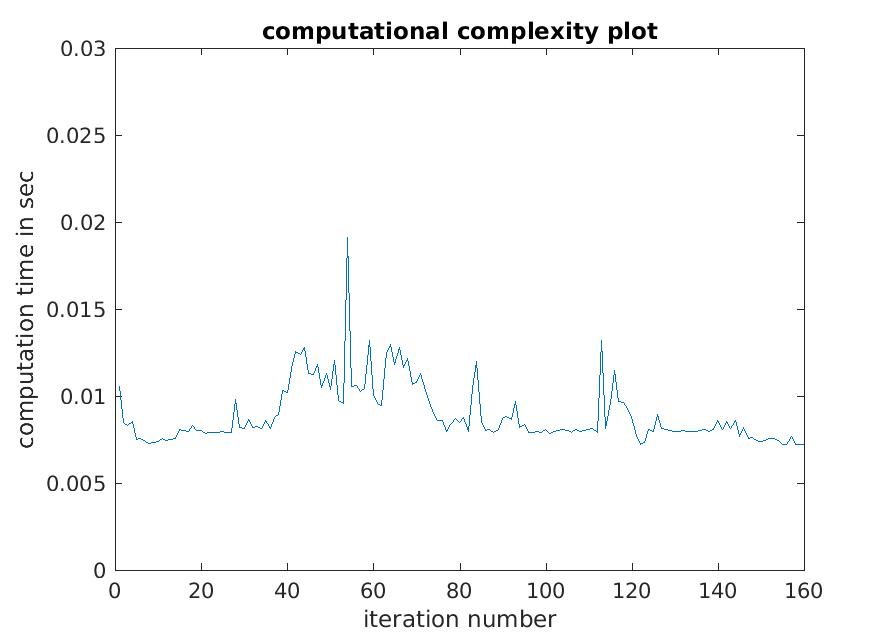 computational complexity plot
0.03
0.025
0.02
0.015
0.01
0.005
0
computation time in sec
0 20 40 60 80 100 120 140 160
iteration number